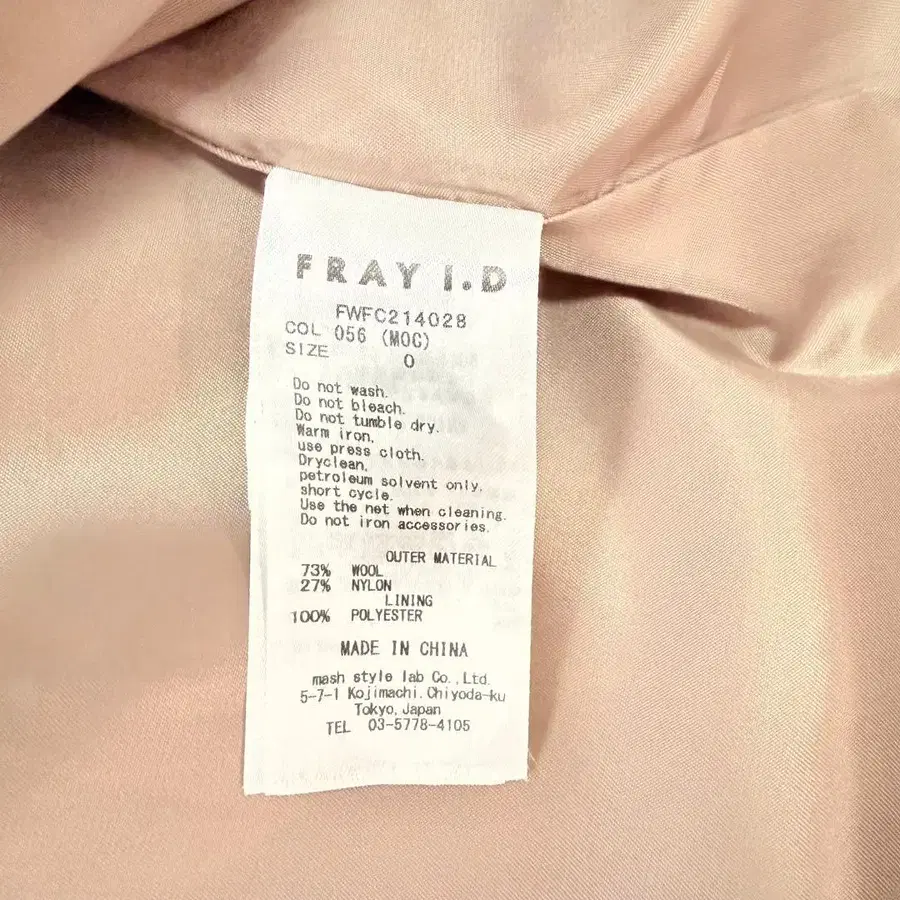 FRAY I.D
FWFC214028
COL 056 (MOC)
SIZE 0
Do not wash.
Do not bleach.
Do not tumble dry.
Warm iron,
use press cloth.
Dryclean,
petroleum solvent only,
short cycle.
Use the net when cleaning.
Do not iron accessories.
OUTER MATERIAL
73% WOOL
27% NYLON
LINING
100% POLYESTER
MADE IN CHINA
mash style lab Co.,Ltd.
5-7-1 Kojimachi,Chiyoda-ku
Tokyo,Japan
TEL 03-5778-4105